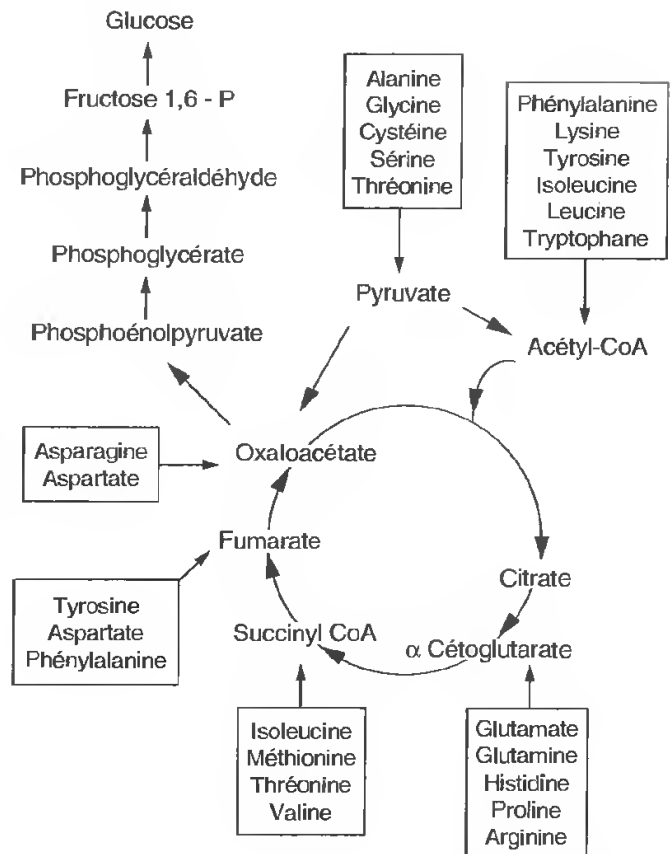 Glucose
Fructose 1,6 - P
Phosphoglycéraldéhyde
Phosphoglycérate
Phosphoénolpyruvate
Alanine
Glycine
Cystéine
Sérine
Thréonine
Phénylalanine
Lysine
Tyrosine
Isoleucine
Leucine
Tryptophane
Pyruvate
Acétyl-CoA
Asparagine
Aspartate
Oxaloacétate
Fumarate
Citrate
Tyrosine
Aspartate
Phénylalanine
Succinyl CoA
α Cétoglutarate
Isoleucine
Méthionine
Thréonine
Valine
Glutamate
Glutamine
Histidine
Proline
Arginine